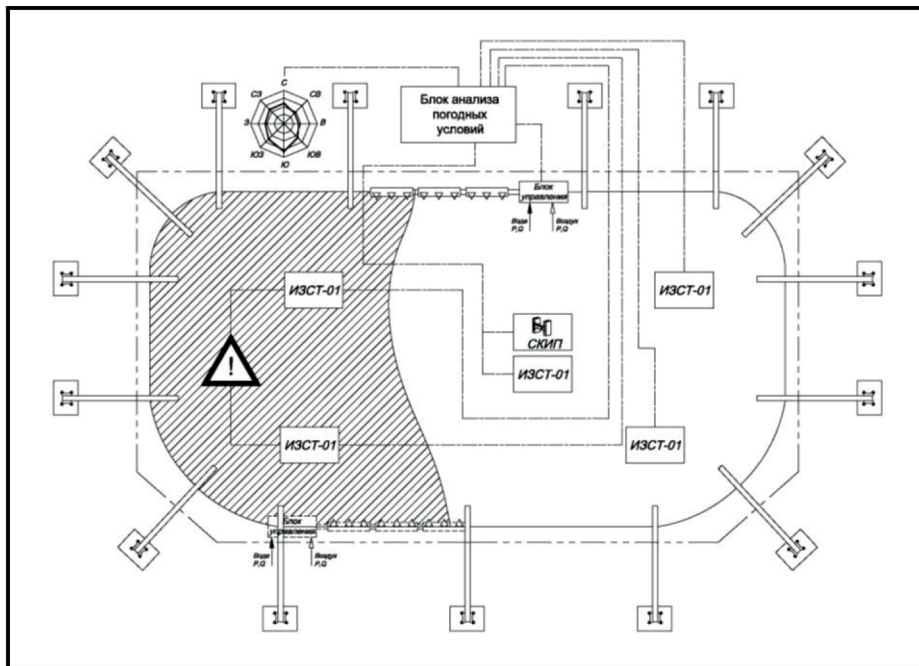 С
СЗ
СВ
З
В
ЮЗ
ЮВ
Ю
Блок анализа
погодных
условий
Блок
управления
Вода
P,Q
Воздух
P,Q
ИЗСТ-01
ИЗСТ-01
СКИП
ИЗСТ-01
!
ИЗСТ-01
ИЗСТ-01
Блок
управления
Вода
P,Q
Воздух
P,Q